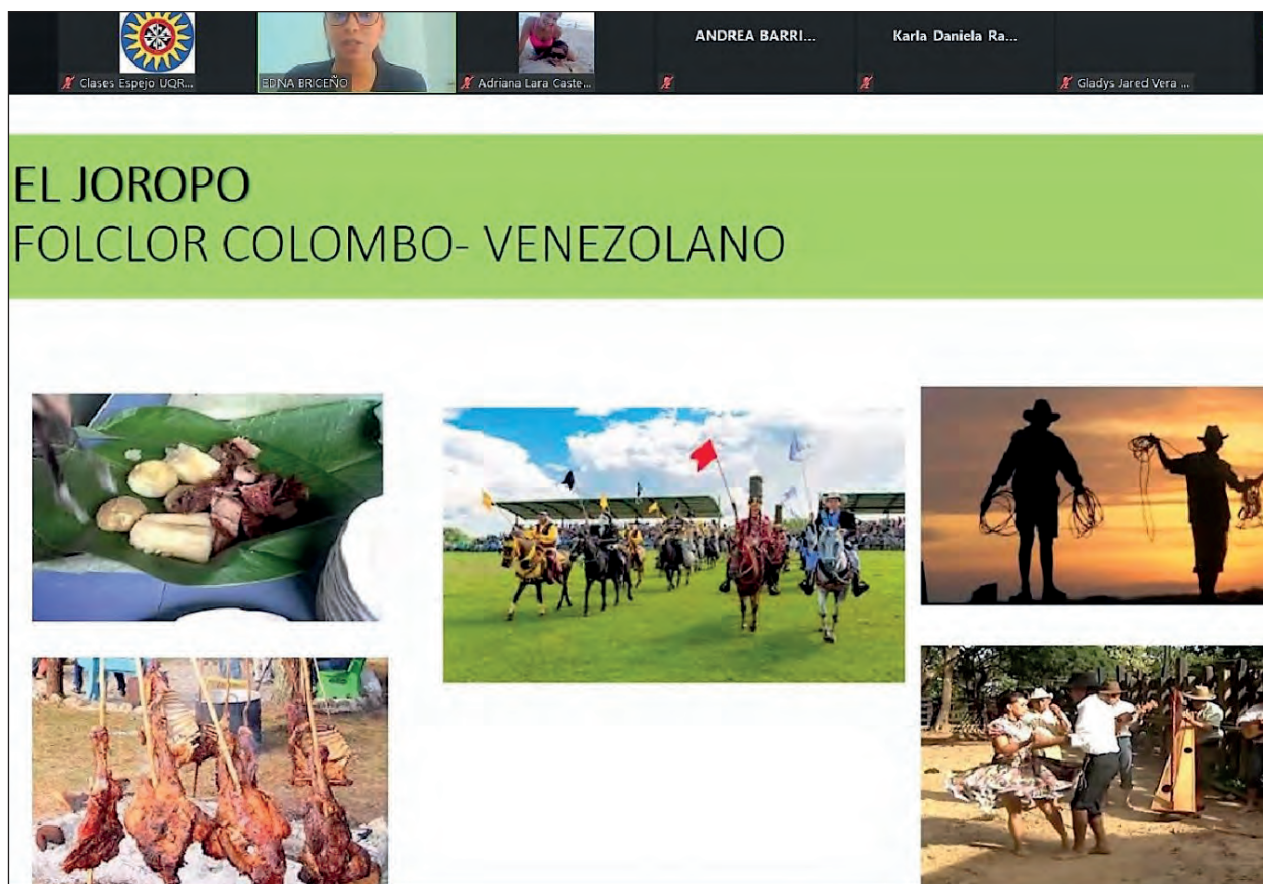 ANDREA BARRI...
Karla Daniela Ra...
Clases Espejo UQR...
EDNA BRICEÑO
Adriana Lara Caste...
Gladys Jared Vera ...
EL JOROPO
FOLCLOR COLOMBO- VENEZOLANO